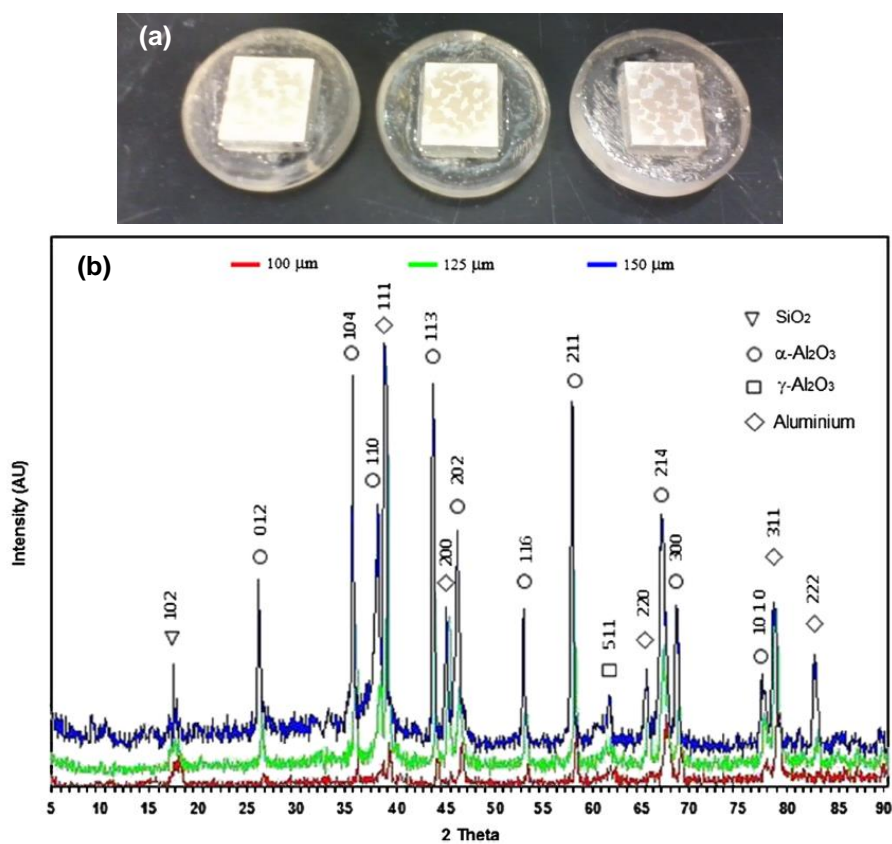 (a)
(b)
100 µm 125 µm 150 µm
SiO₂
α-Al₂O₃
γ-Al₂O₃
Aluminium
102
012
104
110
111
113
200
202
116
211
511
220
214
300
10 1 0
311
222
Intensity (AU)
5 10 15 20 25 30 35 40 45 50 55 60 65 70 75 80 85 90
2 Theta